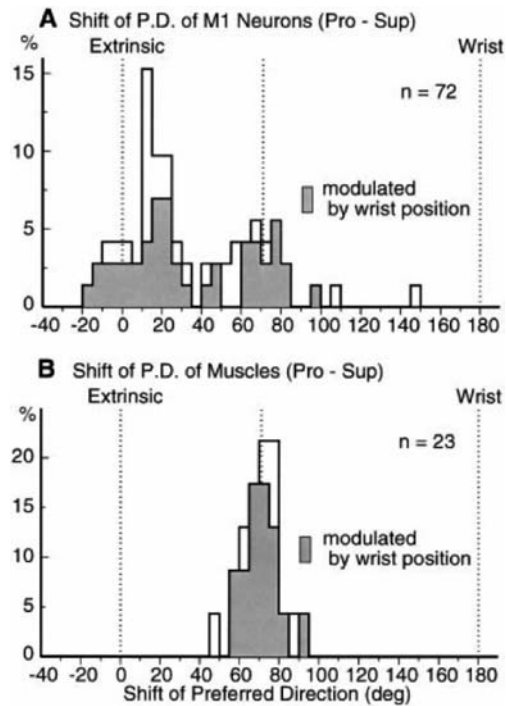 A Shift of P.D. of M1 Neurons (Pro - Sup)
% Extrinsic Wrist
15
n = 72
10
modulated
by wrist position
5
0
-40 -20 0 20 40 60 80 100 120 140 160 180
B Shift of P.D. of Muscles (Pro - Sup)
% Extrinsic Wrist
20
n = 23
15
modulated
by wrist position
10
5
0
-40 -20 0 20 40 60 80 100 120 140 160 180
Shift of Preferred Direction (deg)